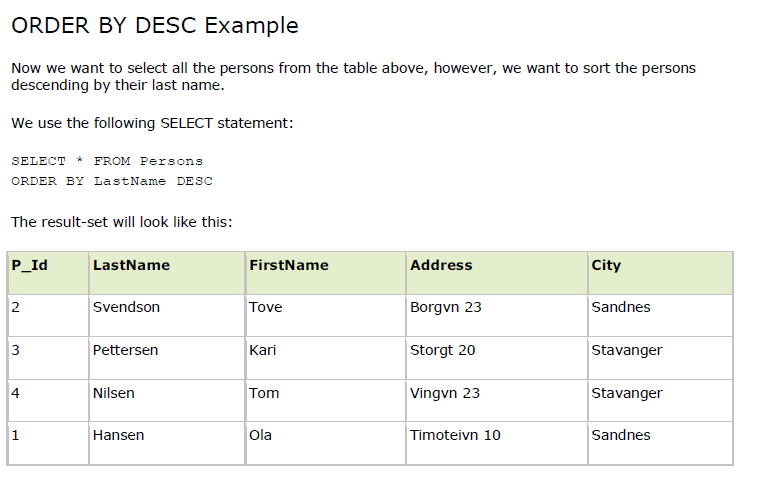 ORDER BY DESC Example
Now we want to select all the persons from the table above, however, we want to sort the persons
descending by their last name.
We use the following SELECT statement:
SELECT * FROM Persons
ORDER BY LastName DESC
The result-set will look like this:
P_Id LastName FirstName Address City
2 Svendson Tove Borgvn 23 Sandnes
3 Pettersen Kari Storgt 20 Stavanger
4 Nilsen Tom Vingvn 23 Stavanger
1 Hansen Ola Timoteivn 10 Sandnes